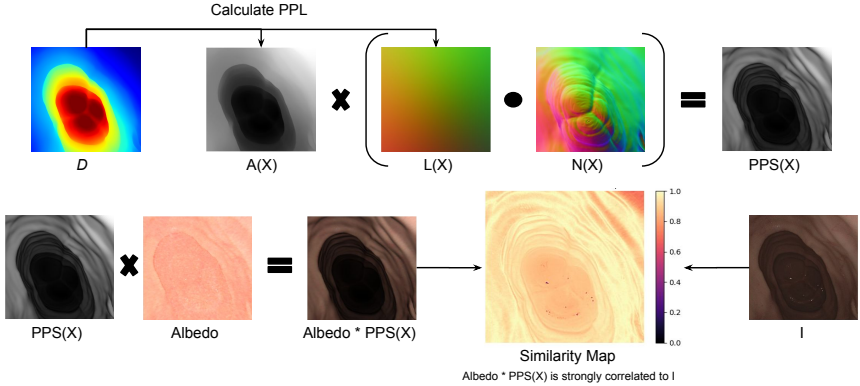 Calculate PPL
D
A(X)
L(X)
N(X)
PPS(X)
1.0
0.8
0.6
0.4
0.2
0.0
PPS(X)
Albedo
Albedo * PPS(X)
Similarity Map
I
Albedo * PPS(X) is strongly correlated to I